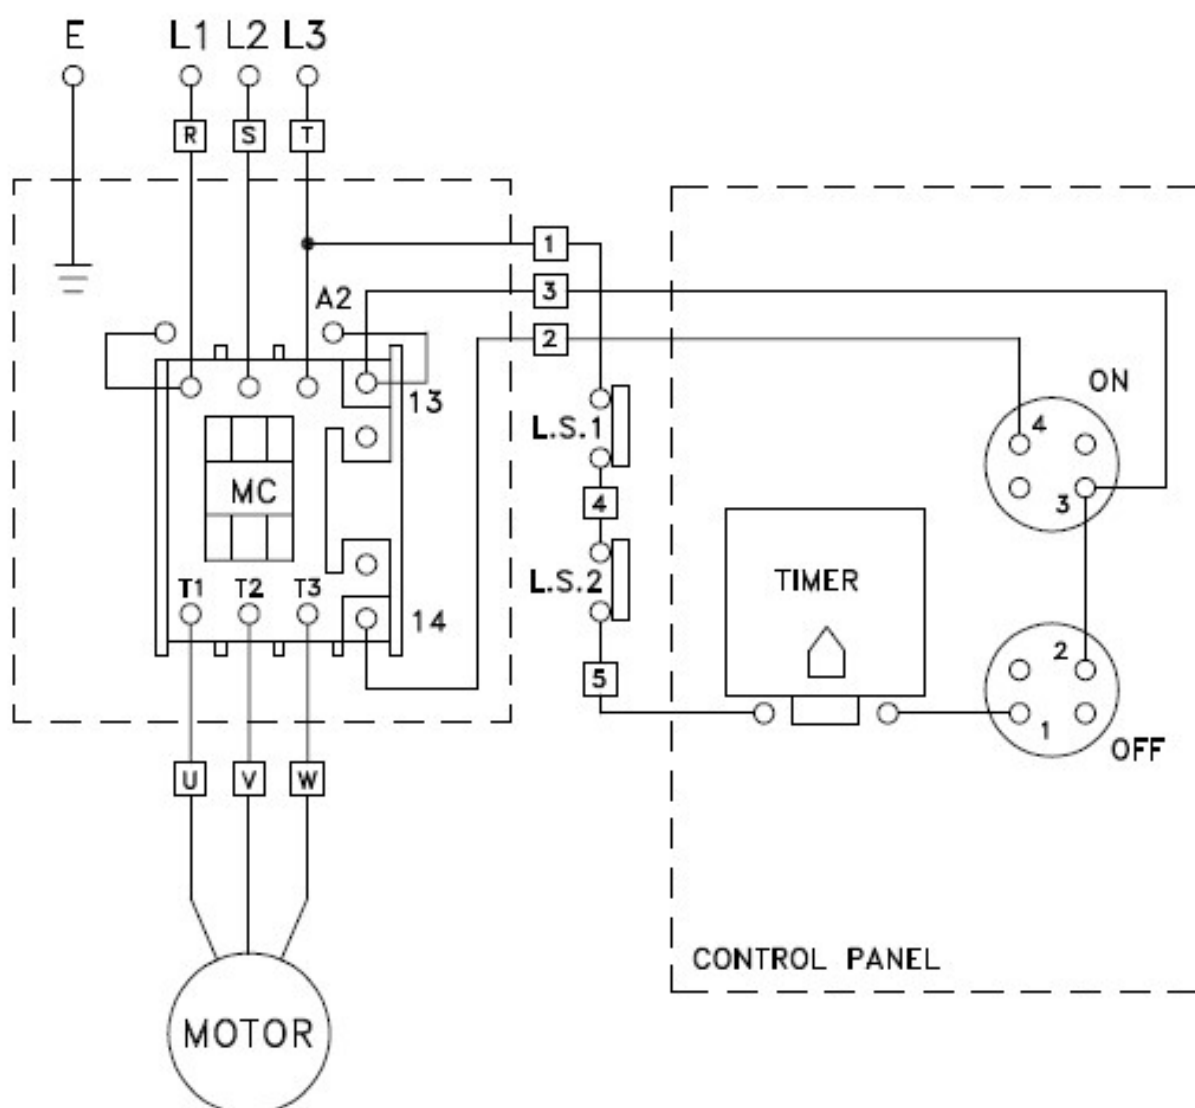 E L1 L2 L3
R S T
1
3
A2
2
ON
13
4
L.S.1
MC
4
3
L.S.2
TIMER
T1 T2 T3
14
2
5
1
OFF
U V W
CONTROL PANEL
MOTOR